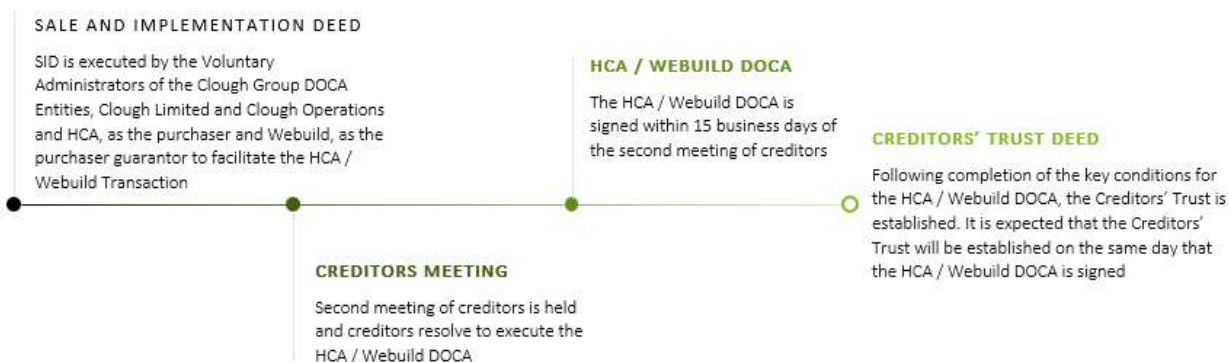 SALE AND IMPLEMENTATION DEED
SID is executed by the Voluntary
Administrators of the Clough Group DOCA
Entities, Clough Limited and Clough Operations
and HCA, as the purchaser and Webuild, as the
purchaser guarantor to facilitate the HCA /
Webuild Transaction
CREDITORS MEETING
Second meeting of creditors is held
and creditors resolve to execute the
HCA / Webuild DOCA
HCA / WEBUILD DOCA
The HCA / Webuild DOCA is
signed within 15 business days of
the second meeting of creditors
CREDITORS’ TRUST DEED
Following completion of the key conditions for
the HCA / Webuild DOCA, the Creditors’ Trust is
established. It is expected that the Creditors’
Trust will be established on the same day that
the HCA / Webuild DOCA is signed